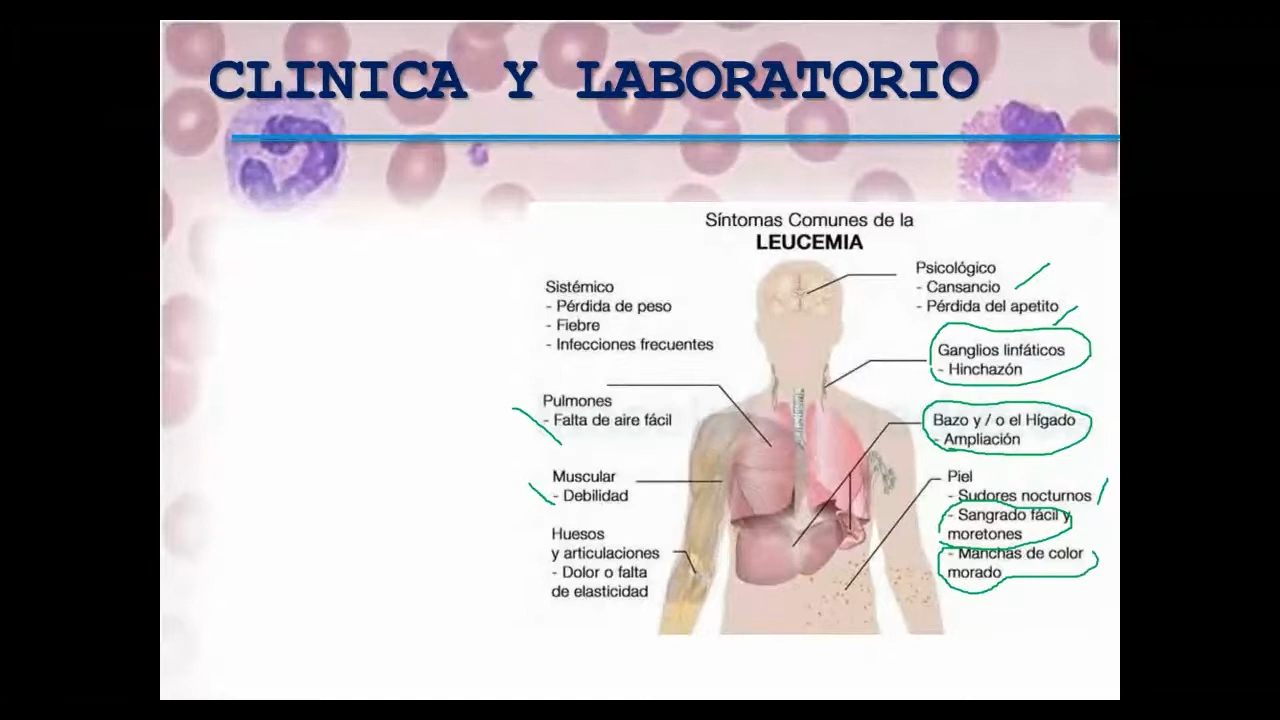 CLINICA Y LABORATORIO
Síntomas Comunes de la
LEUCEMIA
Sistémico
- Pérdida de peso
- Fiebre
- Infecciones frecuentes
Pulmones
- Falta de aire fácil
Muscular
- Debilidad
Huesos
y articulaciones
- Dolor o falta
de elasticidad
Psicológico
- Cansancio
- Pérdida del apetito
Ganglios linfáticos
- Hinchazón
Bazo y / o el Hígado
- Ampliación
Piel
- Sudores nocturnos
- Sangrado fácil y
moretones
- Manchas de color
morado